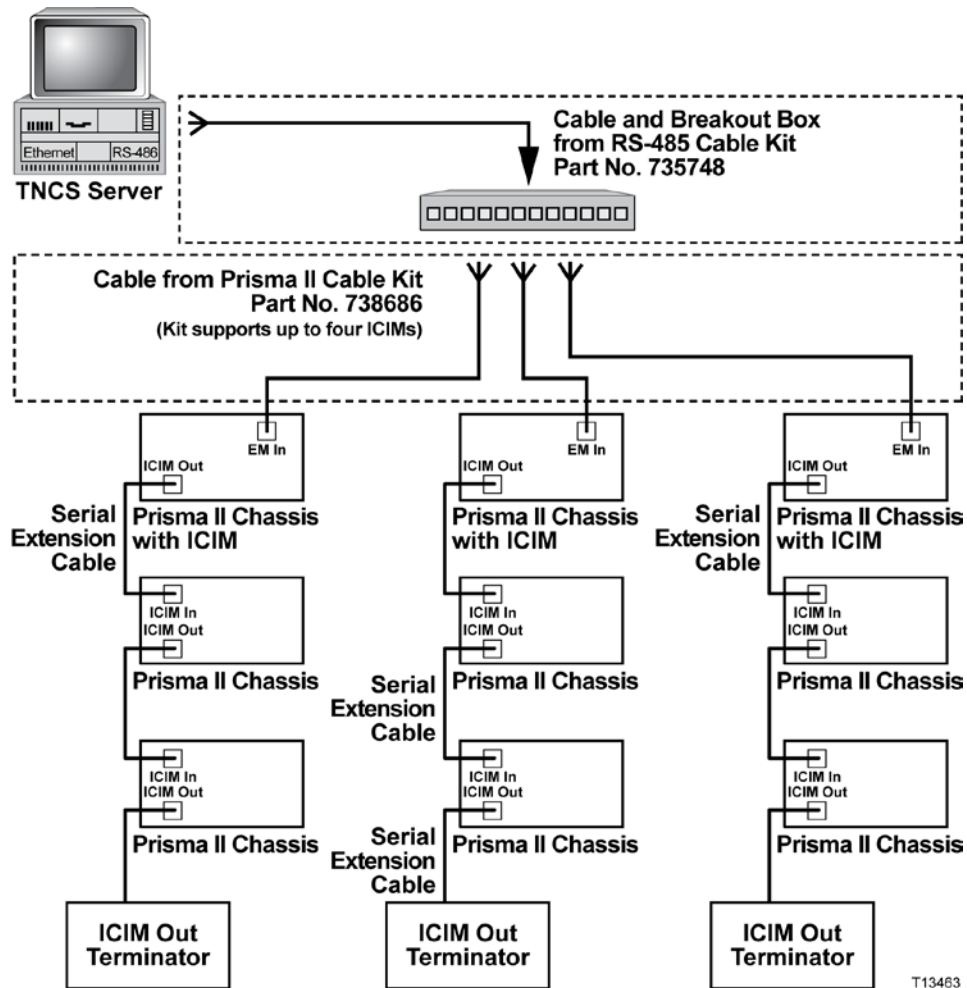 Ethernet
RS-486
TNCS Server
Cable and Breakout Box
from RS-485 Cable Kit
Part No. 735748
Cable from Prisma II Cable Kit
Part No. 738686
(Kit supports up to four ICIMs)
EM In
ICIM Out
Prisma II Chassis
with ICIM
EM In
ICIM Out
Prisma II Chassis
with ICIM
EM In
ICIM Out
Prisma II Chassis
with ICIM
Serial
Extension
Cable
Serial
Extension
Cable
ICIM In
ICIM Out
Prisma II Chassis
ICIM In
ICIM Out
Prisma II Chassis
ICIM In
ICIM Out
Prisma II Chassis
Serial
Extension
Cable
ICIM In
ICIM Out
Prisma II Chassis
ICIM In
ICIM Out
Prisma II Chassis
ICIM In
ICIM Out
Prisma II Chassis
Serial
Extension
Cable
ICIM Out
Terminator
ICIM Out
Terminator
ICIM Out
Terminator
T13463